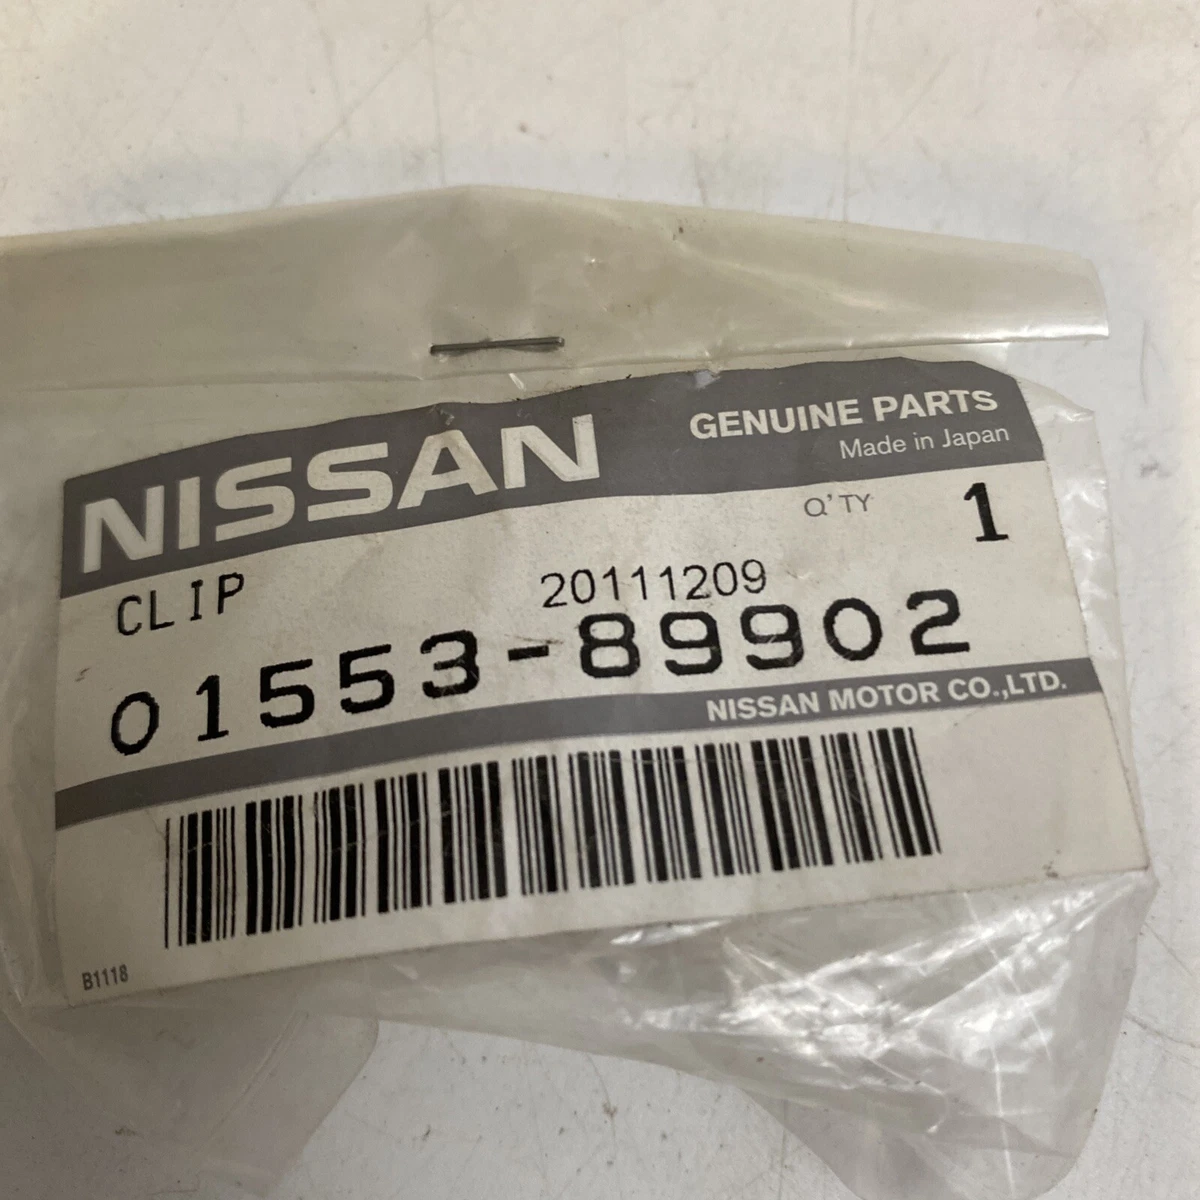 NISSAN
GENUINE PARTS
Made in Japan
Q'TY 1
CLIP
20111209
01553-89902
NISSAN MOTOR CO.,LTD.
B1118